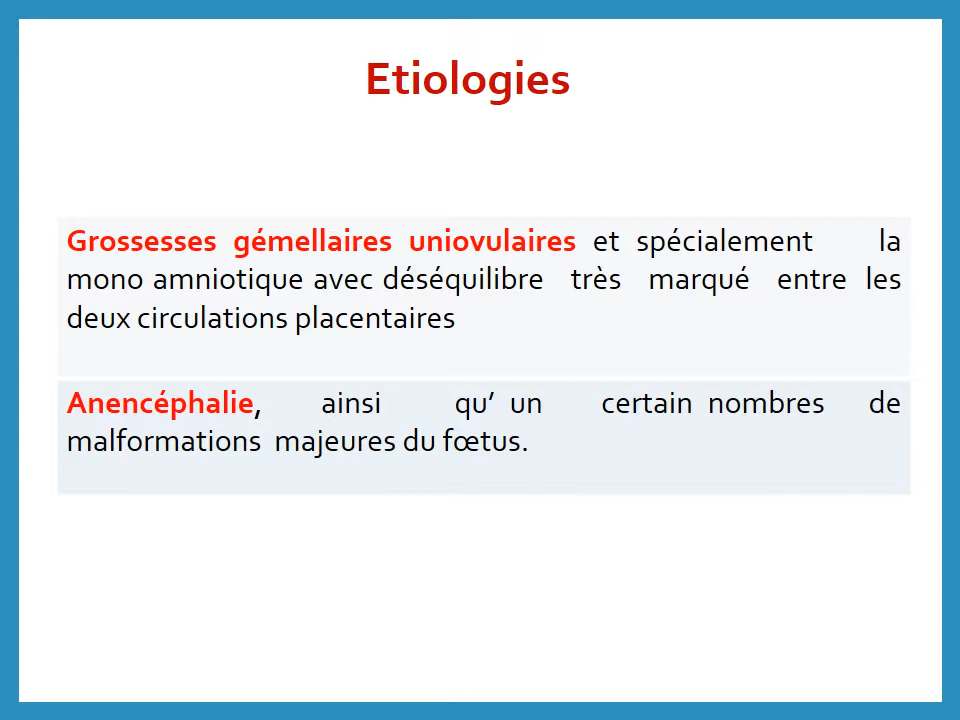 Etiologies
Grossesses gémellaires uniovulaires et spécialement la
mono amniotique avec déséquilibre très marqué entre les
deux circulations placentaires
Anencéphalie, ainsi qu’ un certain nombres de
malformations majeures du fœtus.